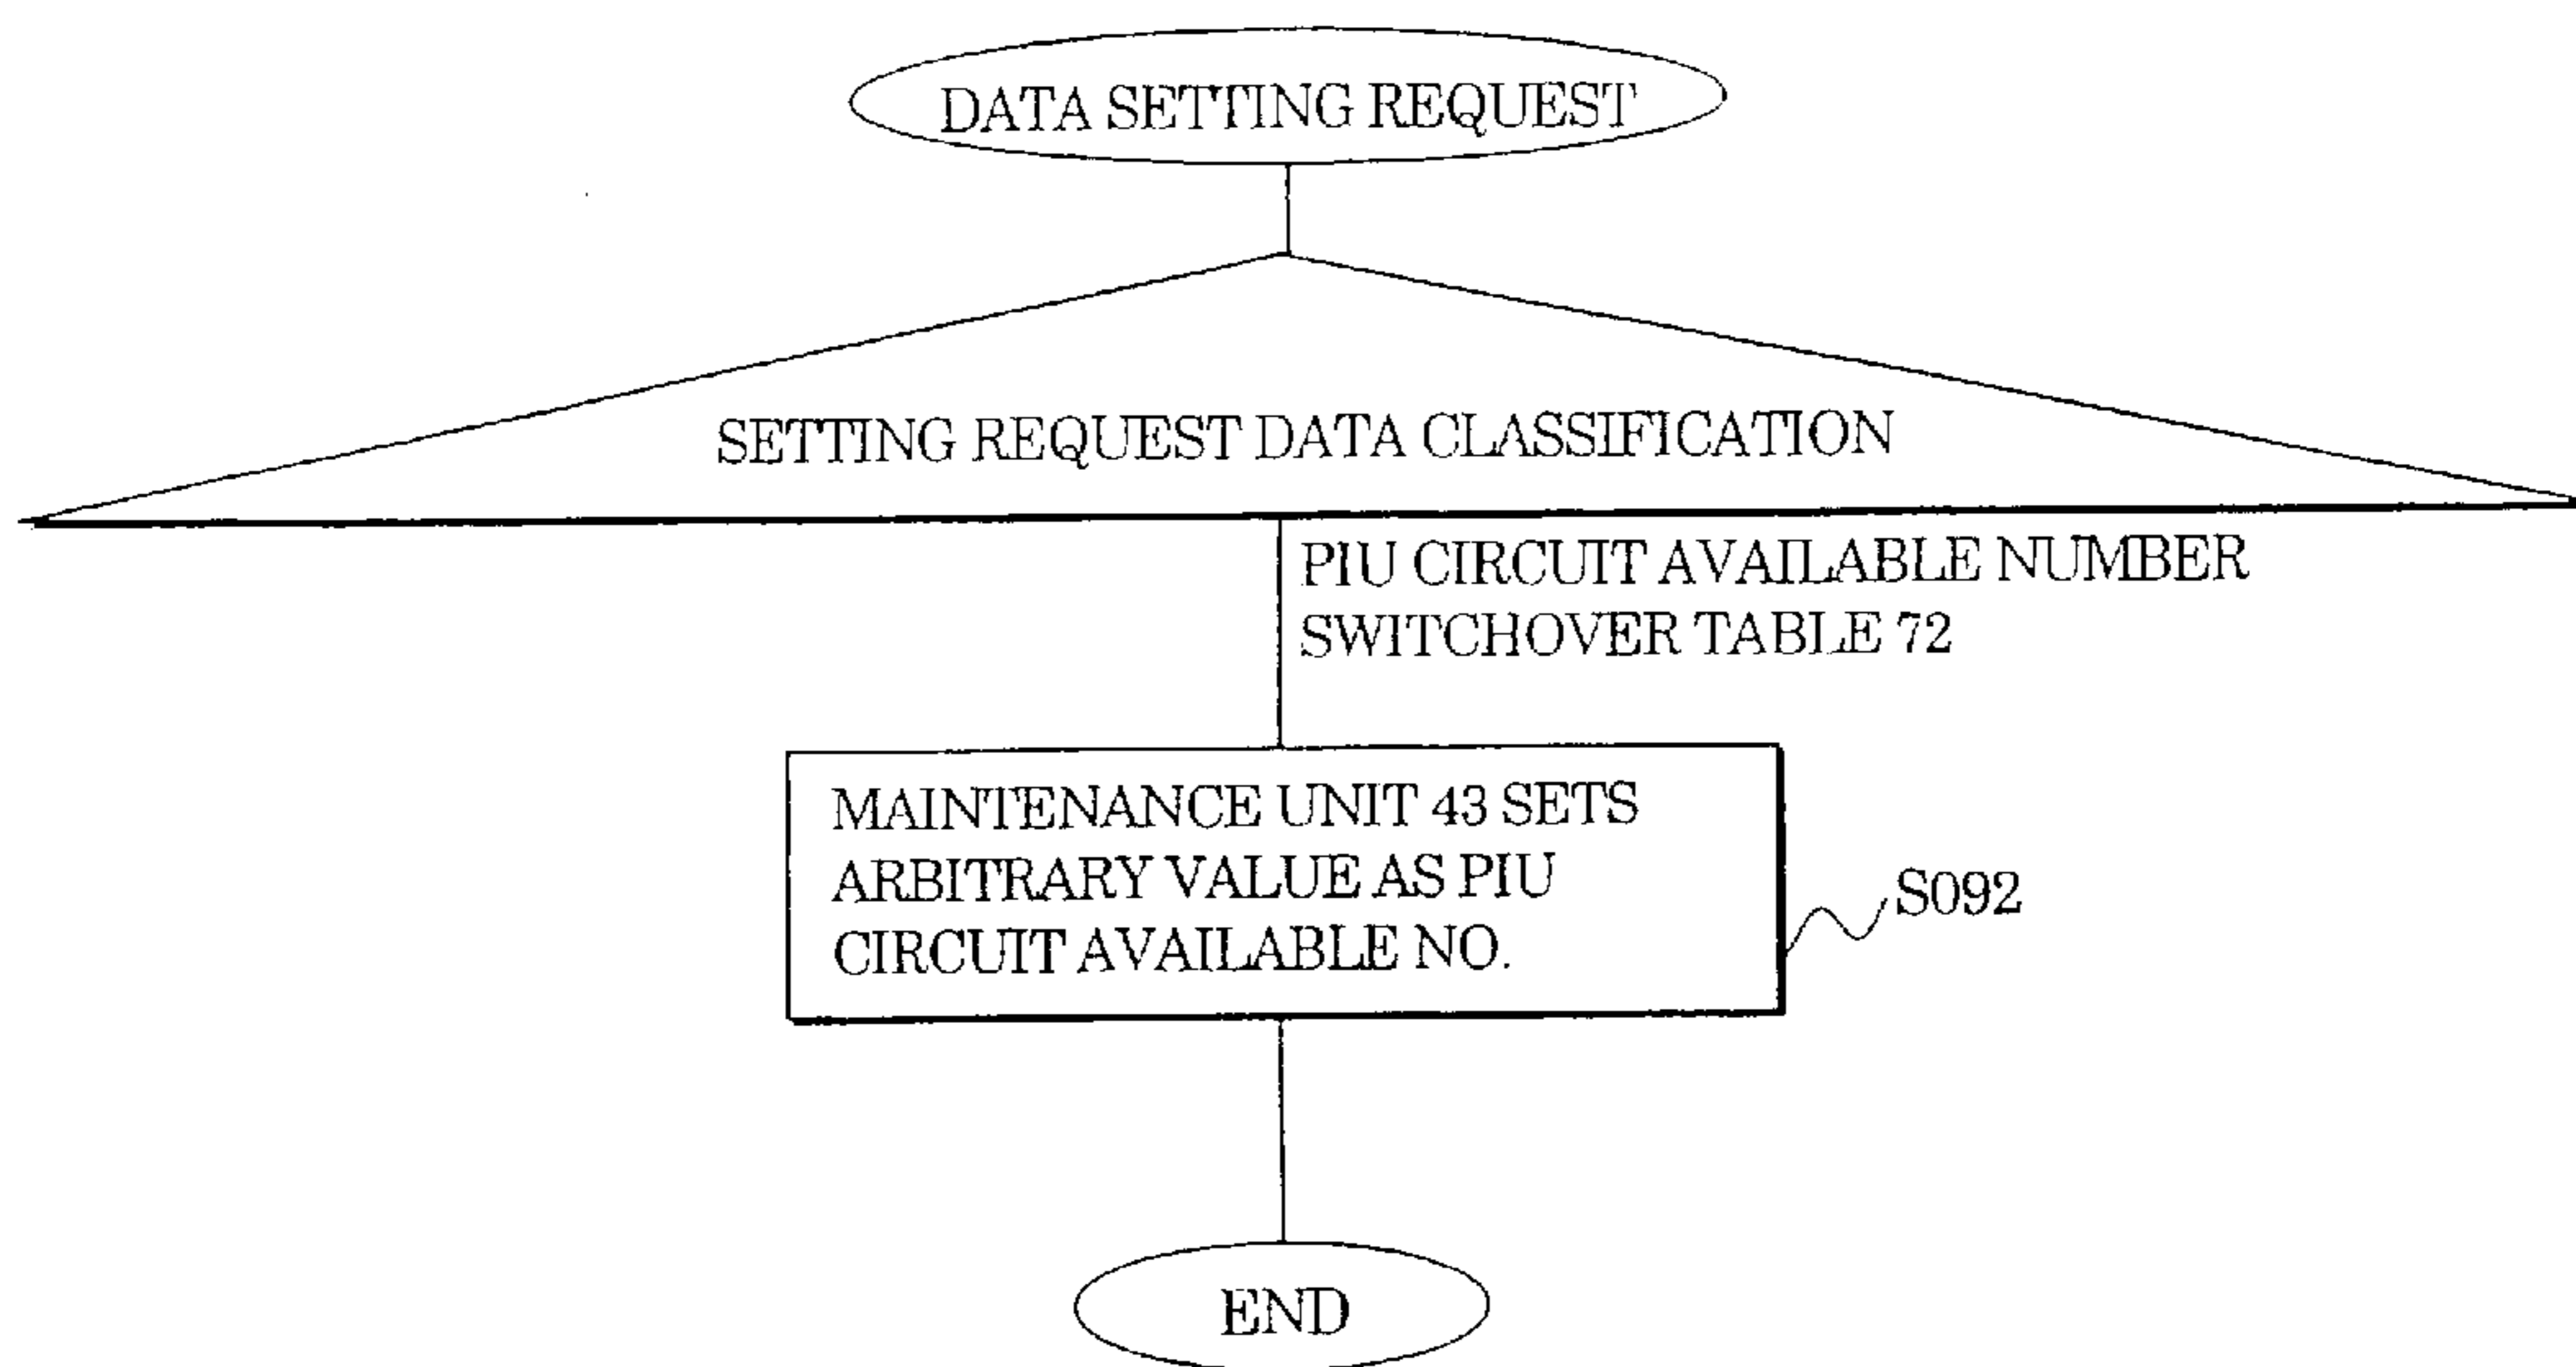 DATA SETTING REQUEST
SETTING REQUEST DATA CLASSIFICATION
PIU CIRCUIT AVAILABLE NUMBER
SWITCHOVER TABLE 72
MAINTENANCE UNIT 43 SETS
ARBITRARY VALUE AS PIU
CIRCUIT AVAILABLE NO.
S092
END